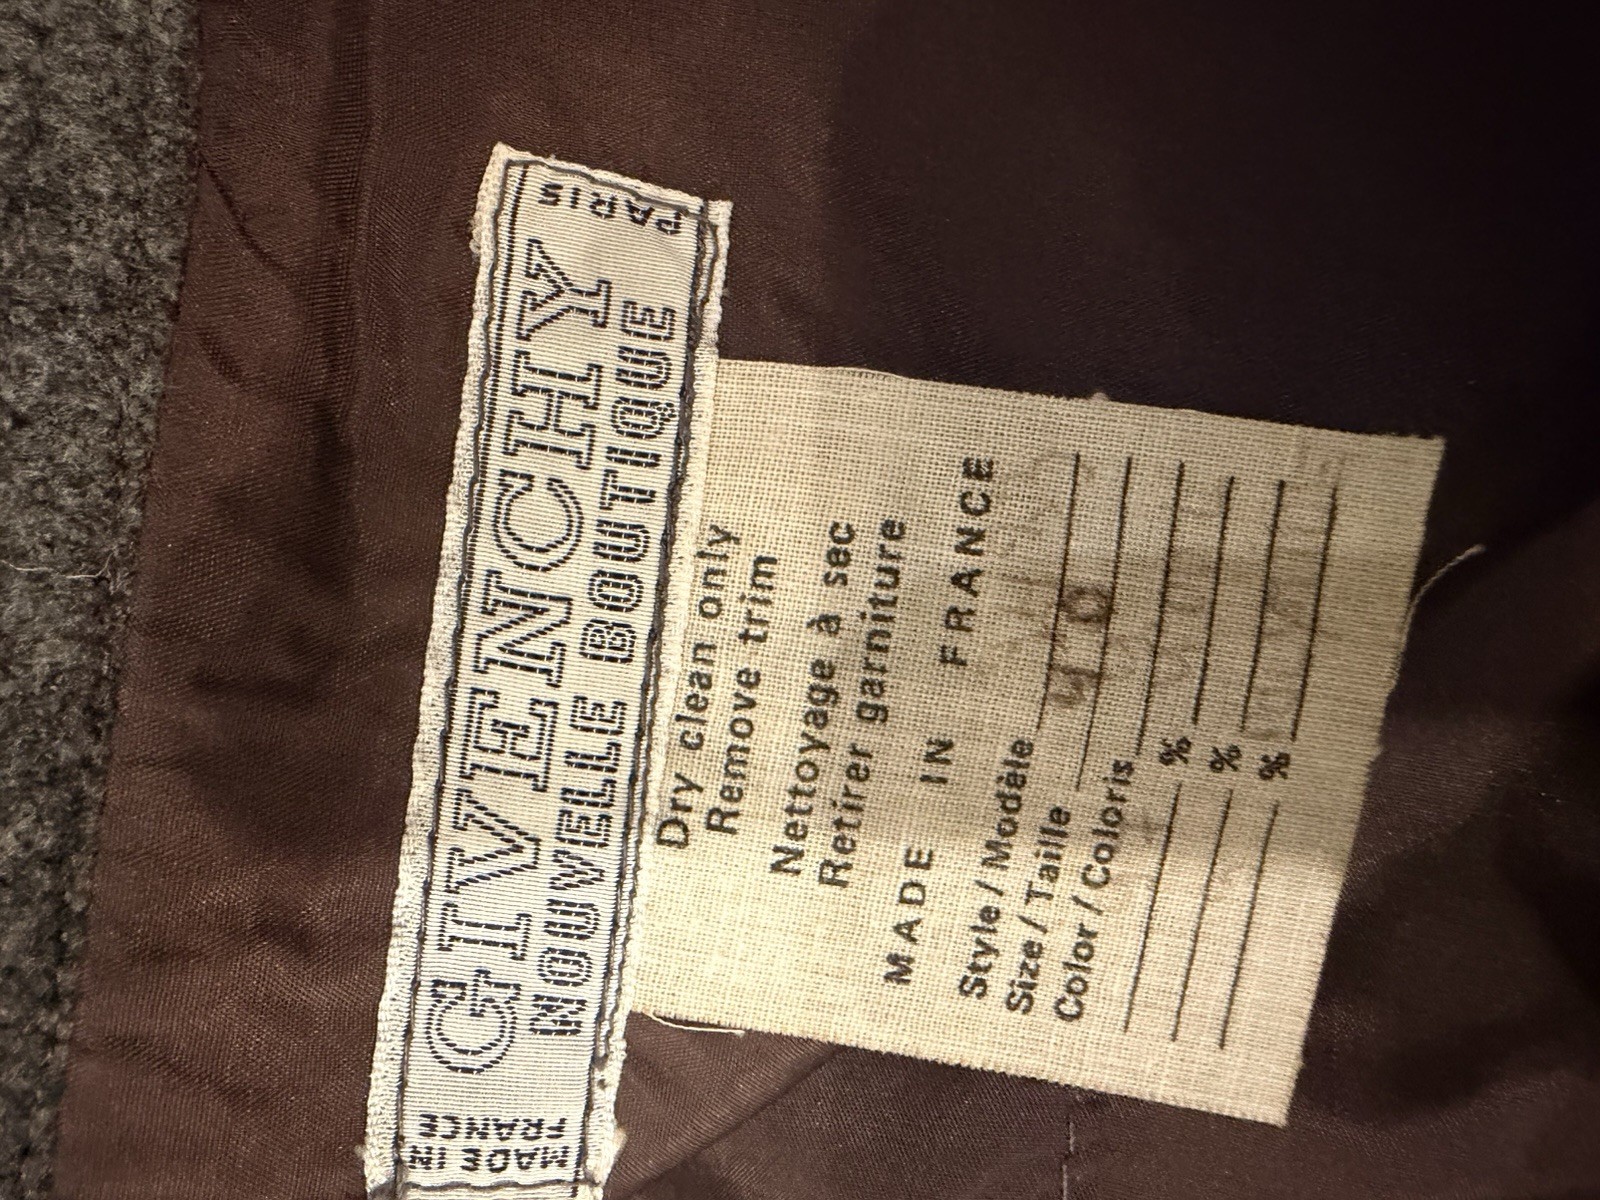 MADE IN
FRANCE
GIVENCHY
NOUVELLE BOUTIQUE
PARIS
Dry clean only
Remove trim
Nettoyage à sec
Retirer garniture
MADE IN FRANCE
Style / Modèle
Size / Taille 40
Color / Coloris
%
%
%